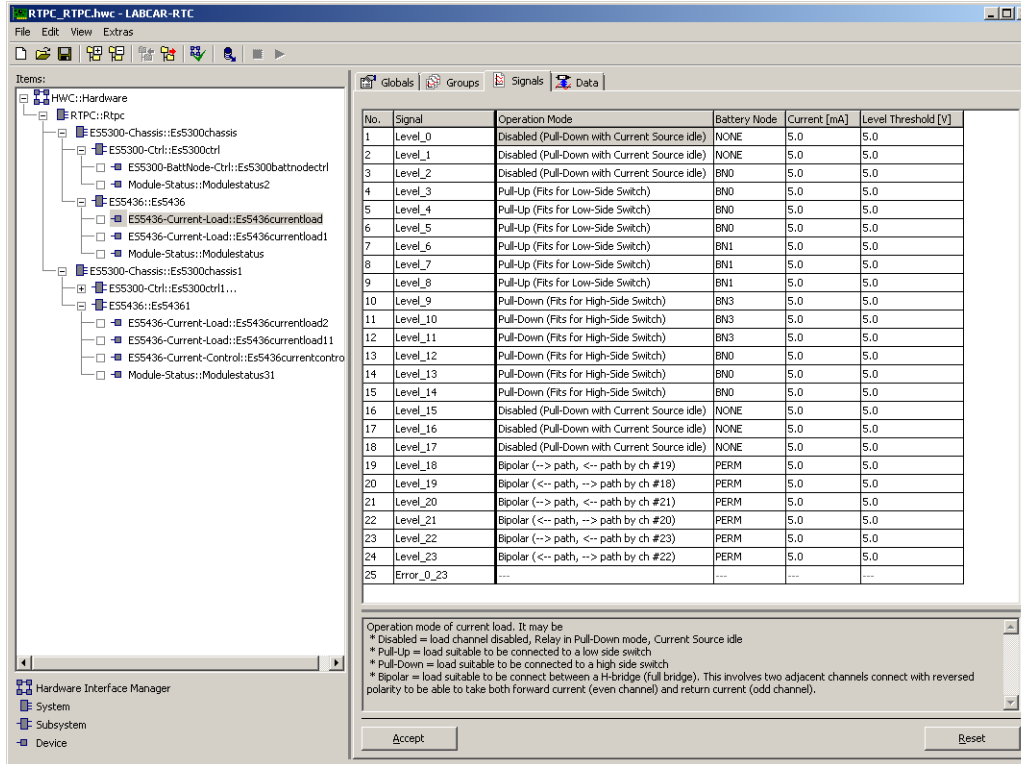 RTPC_RTPC.hwc - LABCAR-RTC
File Edit View Extras
Items:
HWC::Hardware
RTPC::Rtpc
ES5300-Chassis::Es5300chassis
ES5300-Ctrl::Es5300ctrl
ES5300-BattNode-Ctrl::Es5300battnodectrl
Module-Status::Modulestatus2
ES5436::Es5436
ES5436-Current-Load::Es5436currentload
ES5436-Current-Load::Es5436currentload1
Module-Status::Modulestatus
ES5300-Chassis::Es5300chassis1
ES5300-Ctrl::Es5300ctrl1...
ES5436::Es54361
ES5436-Current-Load::Es5436currentload2
ES5436-Current-Load::Es5436currentload11
ES5436-Current-Control::Es5436currentcontro
Module-Status::Modulestatus31
Hardware Interface Manager
System
Subsystem
Device
Globals Groups Signals Data
No. Signal Operation Mode Battery Node Current [mA] Level Threshold [V]
1 Level_0 Disabled (Pull-Down with Current Source idle) NONE 5.0 5.0
2 Level_1 Disabled (Pull-Down with Current Source idle) NONE 5.0 5.0
3 Level_2 Disabled (Pull-Down with Current Source idle) BN0 5.0 5.0
4 Level_3 Pull-Up (Fits for Low-Side Switch) BN0 5.0 5.0
5 Level_4 Pull-Up (Fits for Low-Side Switch) BN0 5.0 5.0
6 Level_5 Pull-Up (Fits for Low-Side Switch) BN0 5.0 5.0
7 Level_6 Pull-Up (Fits for Low-Side Switch) BN1 5.0 5.0
8 Level_7 Pull-Up (Fits for Low-Side Switch) BN1 5.0 5.0
9 Level_8 Pull-Up (Fits for Low-Side Switch) BN1 5.0 5.0
10 Level_9 Pull-Down (Fits for High-Side Switch) BN3 5.0 5.0
11 Level_10 Pull-Down (Fits for High-Side Switch) BN3 5.0 5.0
12 Level_11 Pull-Down (Fits for High-Side Switch) BN3 5.0 5.0
13 Level_12 Pull-Down (Fits for High-Side Switch) BN0 5.0 5.0
14 Level_13 Pull-Down (Fits for High-Side Switch) BN0 5.0 5.0
15 Level_14 Pull-Down (Fits for High-Side Switch) BN0 5.0 5.0
16 Level_15 Disabled (Pull-Down with Current Source idle) NONE 5.0 5.0
17 Level_16 Disabled (Pull-Down with Current Source idle) NONE 5.0 5.0
18 Level_17 Disabled (Pull-Down with Current Source idle) NONE 5.0 5.0
19 Level_18 Bipolar (--> path, <-- path by ch #19) PERM 5.0 5.0
20 Level_19 Bipolar (<-- path, --> path by ch #18) PERM 5.0 5.0
21 Level_20 Bipolar (--> path, <-- path by ch #21) PERM 5.0 5.0
22 Level_21 Bipolar (<-- path, --> path by ch #20) PERM 5.0 5.0
23 Level_22 Bipolar (--> path, <-- path by ch #23) PERM 5.0 5.0
24 Level_23 Bipolar (<-- path, --> path by ch #22) PERM 5.0 5.0
25 Error_0_23 --- --- --- ---
Operation mode of current load. It may be
* Disabled = load channel disabled, Relay in Pull-Down mode, Current Source idle
* Pull-Up = load suitable to be connected to a low side switch
* Pull-Down = load suitable to be connected to a high side switch
* Bipolar = load suitable to be connect between a H-bridge (full bridge). This involves two adjacent channels connect with reversed
polarity to be able to take both forward current (even channel) and return current (odd channel).
Accept Reset